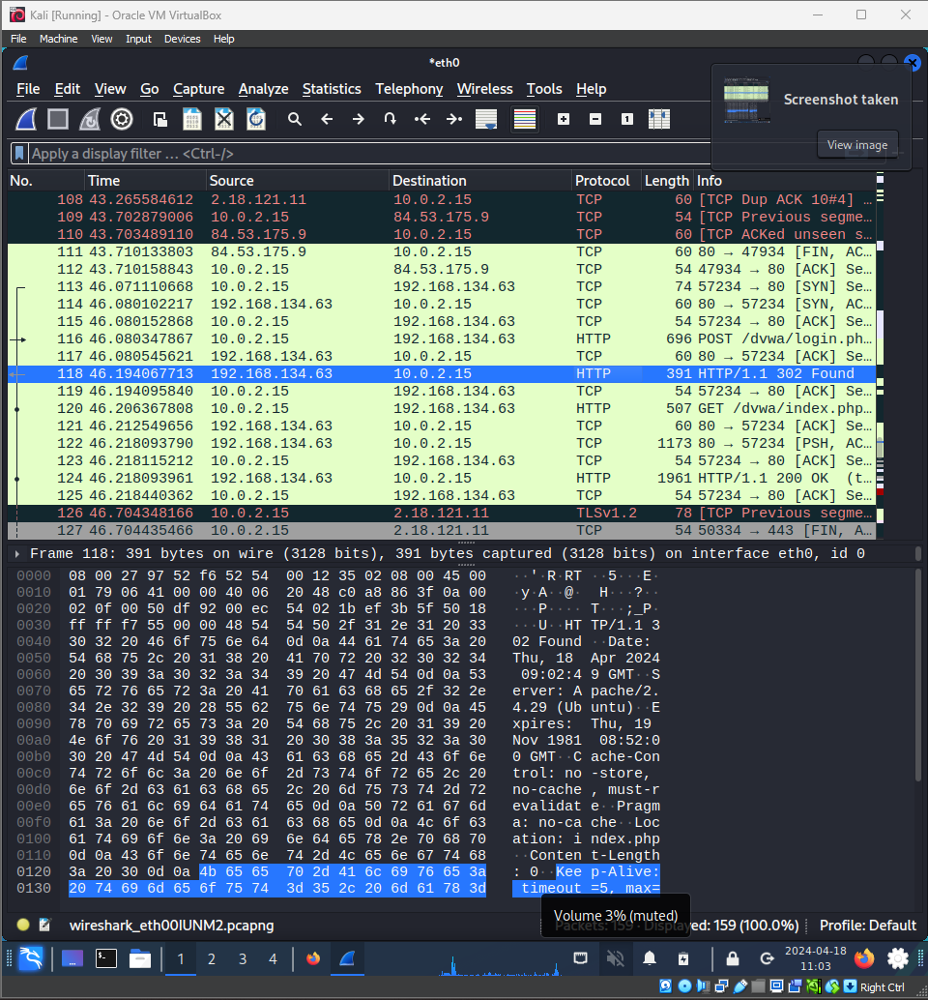 Kali [Running] - Oracle VM VirtualBox
File Machine View Input Devices Help
*eth0
File Edit View Go Capture Analyze Statistics Telephony Wireless Tools Help
Screenshot taken
View image
Apply a display filter ... <Ctrl-/>
No. Time Source Destination Protocol Length Info
108 43.265584612 2.18.121.11 10.0.2.15 TCP 60 [TCP Dup ACK 10#4] …
109 43.702879006 10.0.2.15 84.53.175.9 TCP 54 [TCP Previous segme…
110 43.703489110 84.53.175.9 10.0.2.15 TCP 60 [TCP ACKed unseen s…
111 43.710133803 84.53.175.9 10.0.2.15 TCP 60 80 → 47934 [FIN, AC…
112 43.710158843 10.0.2.15 84.53.175.9 TCP 54 47934 → 80 [ACK] Se…
113 46.071110668 10.0.2.15 192.168.134.63 TCP 74 57234 → 80 [SYN] Se…
114 46.080102217 192.168.134.63 10.0.2.15 TCP 60 80 → 57234 [SYN, AC…
115 46.080152868 10.0.2.15 192.168.134.63 TCP 54 57234 → 80 [ACK] Se…
116 46.080347867 10.0.2.15 192.168.134.63 HTTP 696 POST /dvwa/login.ph…
117 46.080545621 192.168.134.63 10.0.2.15 TCP 60 80 → 57234 [ACK] Se…
118 46.194067713 192.168.134.63 10.0.2.15 HTTP 391 HTTP/1.1 302 Found
119 46.194095840 10.0.2.15 192.168.134.63 TCP 54 57234 → 80 [ACK] Se…
120 46.206367808 10.0.2.15 192.168.134.63 HTTP 507 GET /dvwa/index.php…
121 46.212549656 192.168.134.63 10.0.2.15 TCP 60 80 → 57234 [ACK] Se…
122 46.218093790 192.168.134.63 10.0.2.15 TCP 1173 80 → 57234 [PSH, AC…
123 46.218115212 10.0.2.15 192.168.134.63 TCP 54 57234 → 80 [ACK] Se…
124 46.218093961 192.168.134.63 10.0.2.15 HTTP 1961 HTTP/1.1 200 OK (t…
125 46.218440362 10.0.2.15 192.168.134.63 TCP 54 57234 → 80 [ACK] Se…
126 46.704348166 10.0.2.15 2.18.121.11 TLSv1.2 78 [TCP Previous segme…
127 46.704435466 10.0.2.15 2.18.121.11 TCP 54 50334 → 443 [FIN, A…
Frame 118: 391 bytes on wire (3128 bits), 391 bytes captured (3128 bits) on interface eth0, id 0
0000 08 00 27 97 52 f6 52 54 00 12 35 02 08 00 45 00 ··'·R·RT ··5···E·
0010 01 79 06 41 00 00 40 06 20 48 c0 a8 86 3f 0a 00 ·y·A··@· ·H···?··
0020 02 0f 00 50 df 92 00 ec 54 02 1b ef 3b 5f 50 18 ···P···· T···;_P·
0030 ff ff f7 55 00 00 48 54 54 50 2f 31 2e 31 20 33 ···U··HT TP/1.1 3
0040 30 32 20 46 6f 75 6e 64 0d 0a 44 61 74 65 3a 20 02 Found ··Date:
0050 54 68 75 2c 20 31 38 20 41 70 72 20 32 30 32 34 Thu, 18 Apr 2024
0060 20 30 39 3a 30 32 3a 34 39 20 47 4d 54 0d 0a 53 09:02:4 9 GMT··S
0070 65 72 76 65 72 3a 20 41 70 61 63 68 65 2f 32 2e erver: A pache/2.
0080 34 2e 32 39 20 28 55 62 75 6e 74 75 29 0d 0a 45 4.29 (Ub untu)··E
0090 78 70 69 72 65 73 3a 20 54 68 75 2c 20 31 39 20 xpires: Thu, 19
00a0 4e 6f 76 20 31 39 38 31 20 30 38 3a 35 32 3a 30 Nov 1981 08:52:0
00b0 30 20 47 4d 54 0d 0a 43 61 63 68 65 2d 43 6f 6e 0 GMT··C ache-Con
00c0 74 72 6f 6c 3a 20 6e 6f 2d 73 74 6f 72 65 2c 20 trol: no -store,
00d0 6e 6f 2d 63 61 63 68 65 2c 20 6d 75 73 74 2d 72 no-cache , must-r
00e0 65 76 61 6c 69 64 61 74 65 0d 0a 50 72 61 67 6d evalidat e··Pragm
00f0 61 3a 20 6e 6f 2d 63 61 63 68 65 0d 0a 4c 6f 63 a: no-ca che··Loc
0100 61 74 69 6f 6e 3a 20 69 6e 64 65 78 2e 70 68 70 ation: i ndex.php
0110 0d 0a 43 6f 6e 74 65 6e 74 2d 4c 65 6e 67 74 68 ··Conten t-Length
0120 3a 20 30 0d 0a 4b 65 65 70 2d 41 6c 69 76 65 3a : 0··Kee p-Alive:
0130 20 74 69 6d 65 6f 75 74 3d 35 2c 20 6d 61 78 3d timeout =5, max=
Volume 3% (muted)
wireshark_eth00IUNM2.pcapng Packets: 159 · Displayed: 159 (100.0%) Profile: Default
1 2 3 4
2024-04-18
11:03
Right Ctrl